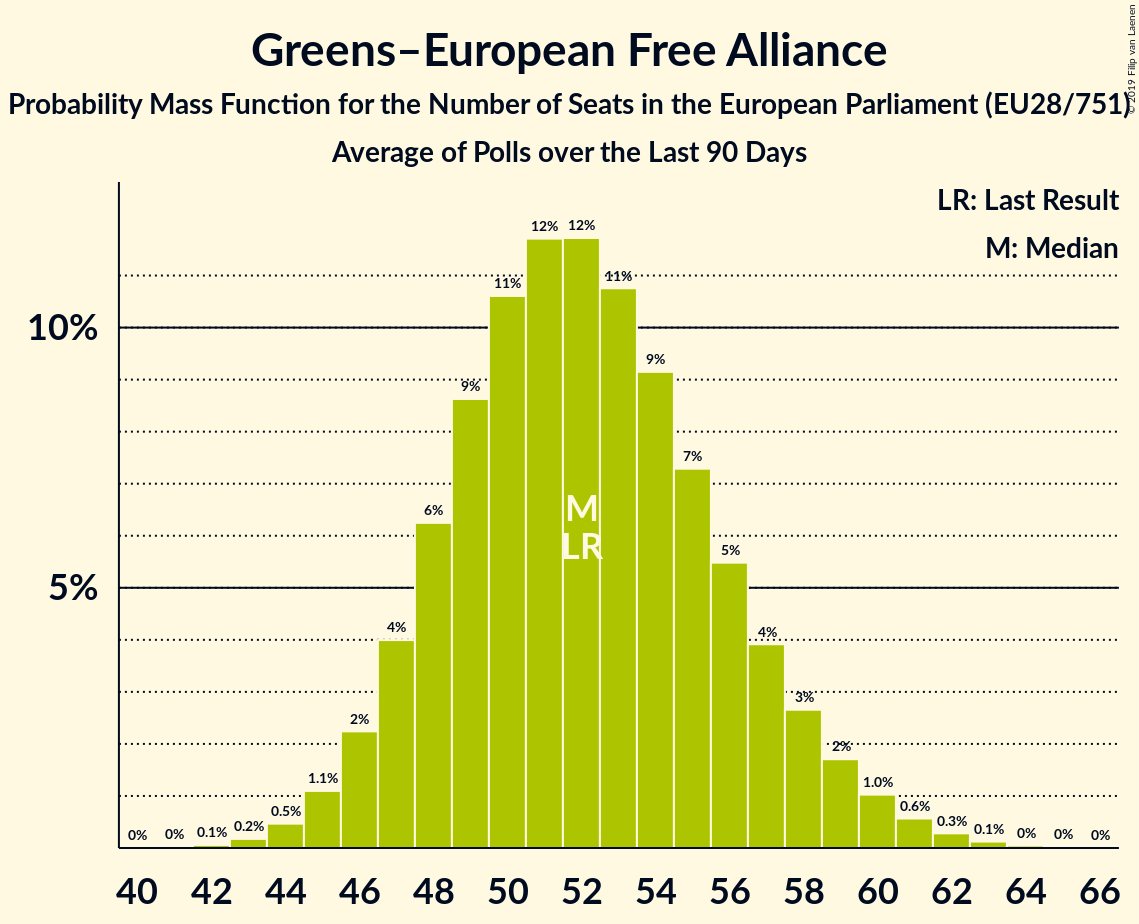 Greens–European Free Alliance
Probability Mass Function for the Number of Seats in the European Parliament (EU28/751)
Average of Polls over the Last 90 Days
© 2019 Filip van Laenen
LR: Last Result
M: Median
10%
5%
0% 0% 0.1% 0.2% 0.5% 1.1% 2% 4% 6% 9% 11% 12% 12% 11% 9% 7% 5% 4% 3% 2% 1.0% 0.6% 0.3% 0.1% 0% 0% 0%
M
LR
40 42 44 46 48 50 52 54 56 58 60 62 64 66